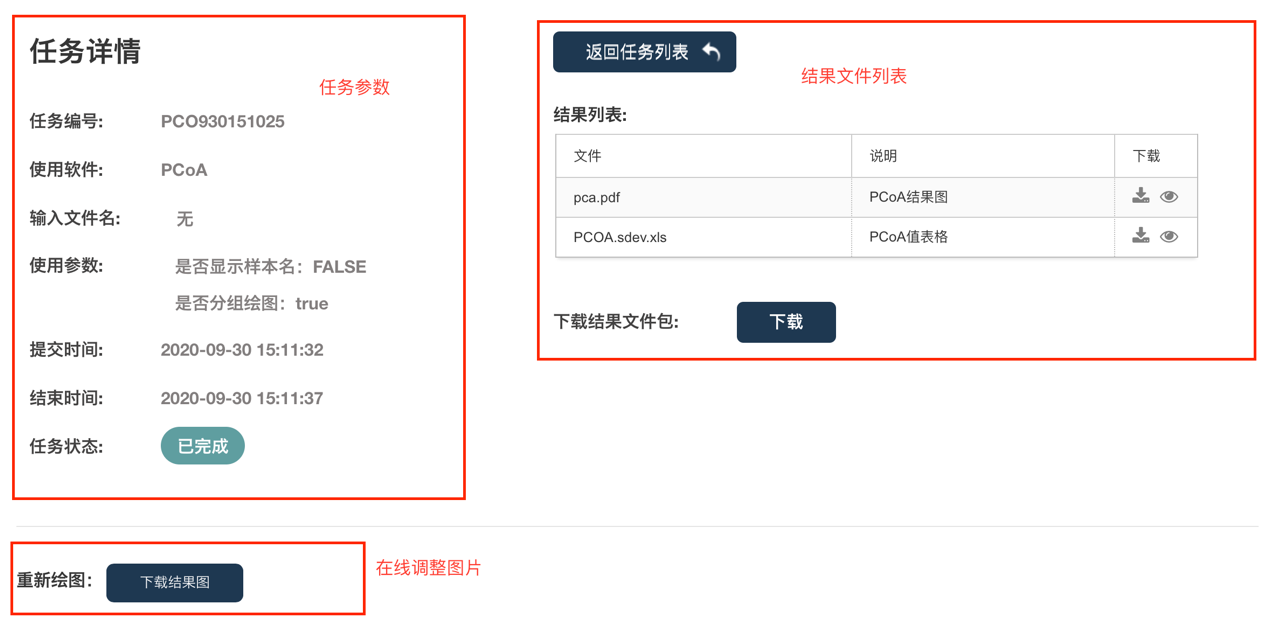 任务详情
任务参数
任务编号: PCO930151025
使用软件: PCoA
输入文件名: 无
使用参数: 是否显示样本名：FALSE
是否分组绘图：true
提交时间: 2020-09-30 15:11:32
结束时间: 2020-09-30 15:11:37
任务状态: 已完成
返回任务列表
结果文件列表
结果列表:
文件 说明 下载
pca.pdf PCoA结果图
PCOA.sdev.xls PCoA值表格
下载结果文件包: 下载
重新绘图： 下载结果图
在线调整图片